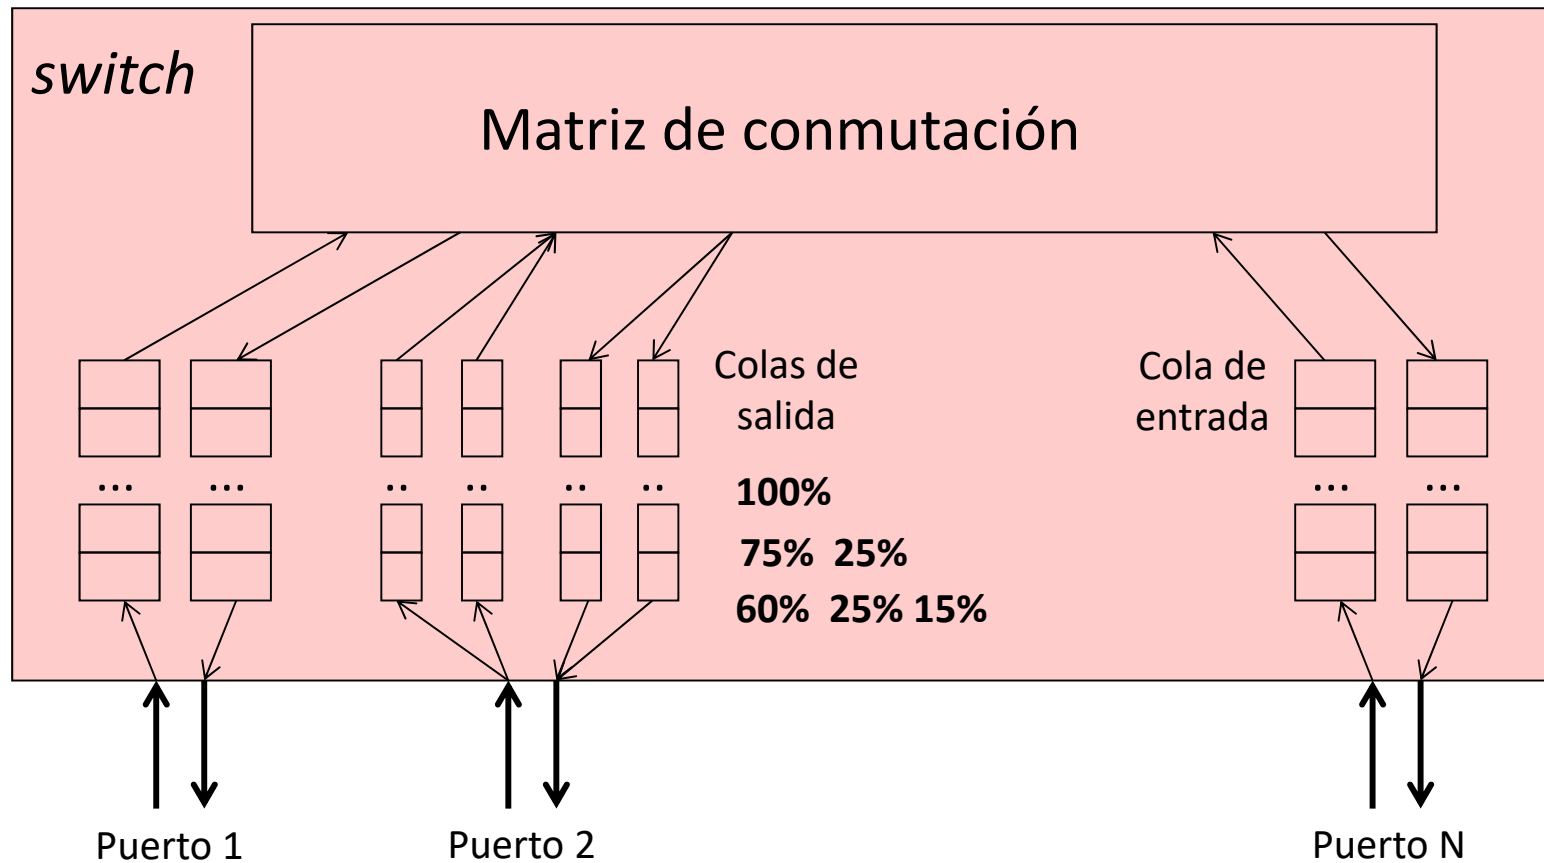 switch
Matriz de conmutación
Colas de
salida
Cola de
entrada
... ... .. .. .. .. ... ...
100%
75% 25%
60% 25% 15%
Puerto 1
Puerto 2
Puerto N